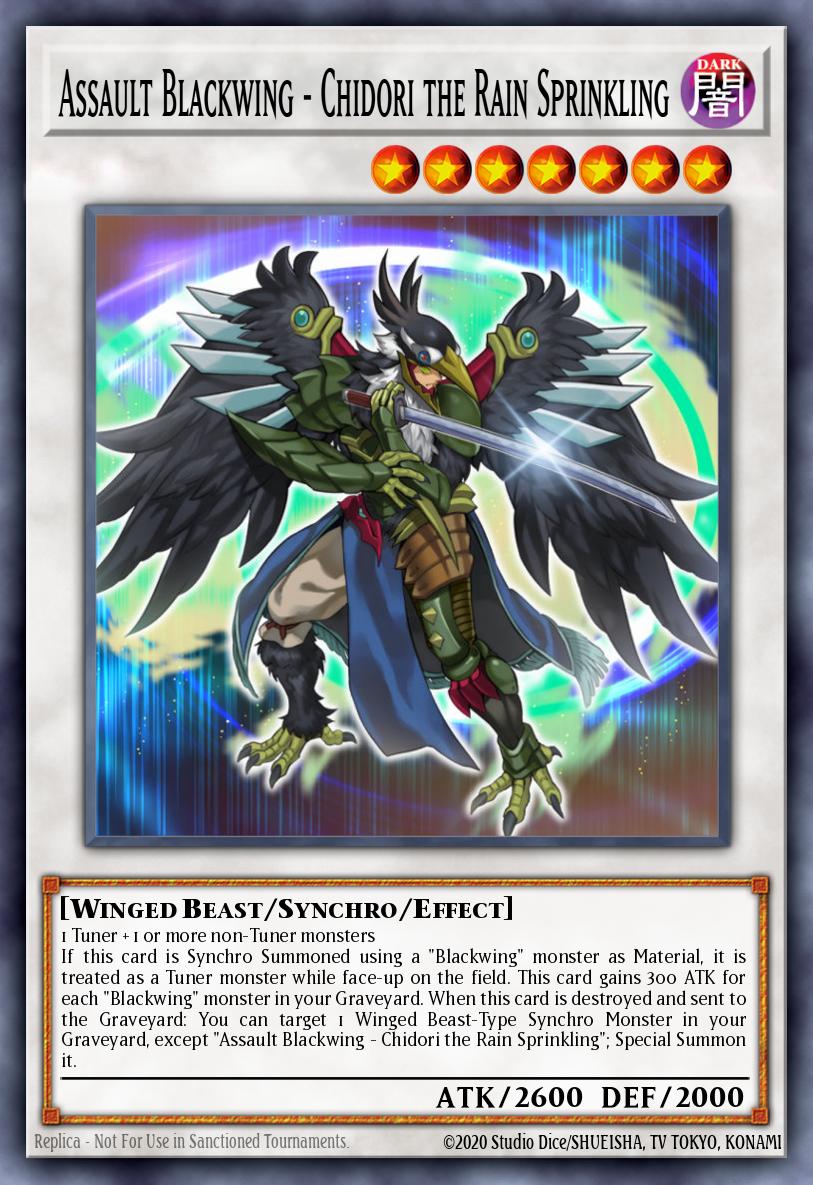 Assault Blackwing - Chidori the Rain Sprinkling
DARK
闇
[Winged Beast/Synchro/Effect]
1 Tuner + 1 or more non-Tuner monsters
If this card is Synchro Summoned using a "Blackwing" monster as Material, it is
treated as a Tuner monster while face-up on the field. This card gains 300 ATK for
each "Blackwing" monster in your Graveyard. When this card is destroyed and sent to
the Graveyard: You can target 1 Winged Beast-Type Synchro Monster in your
Graveyard, except "Assault Blackwing - Chidori the Rain Sprinkling"; Special Summon
it.
ATK/2600 DEF/2000
Replica - Not For Use in Sanctioned Tournaments.
©2020 Studio Dice/SHUEISHA, TV TOKYO, KONAMI